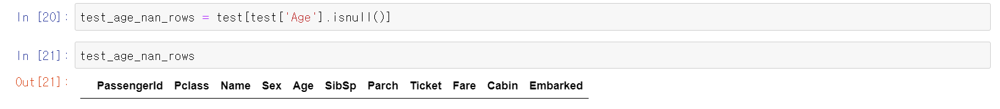 In [20]: test_age_nan_rows = test[test['Age'].isnull()]
In [21]: test_age_nan_rows
Out[21]: PassengerId Pclass Name Sex Age SibSp Parch Ticket Fare Cabin Embarked